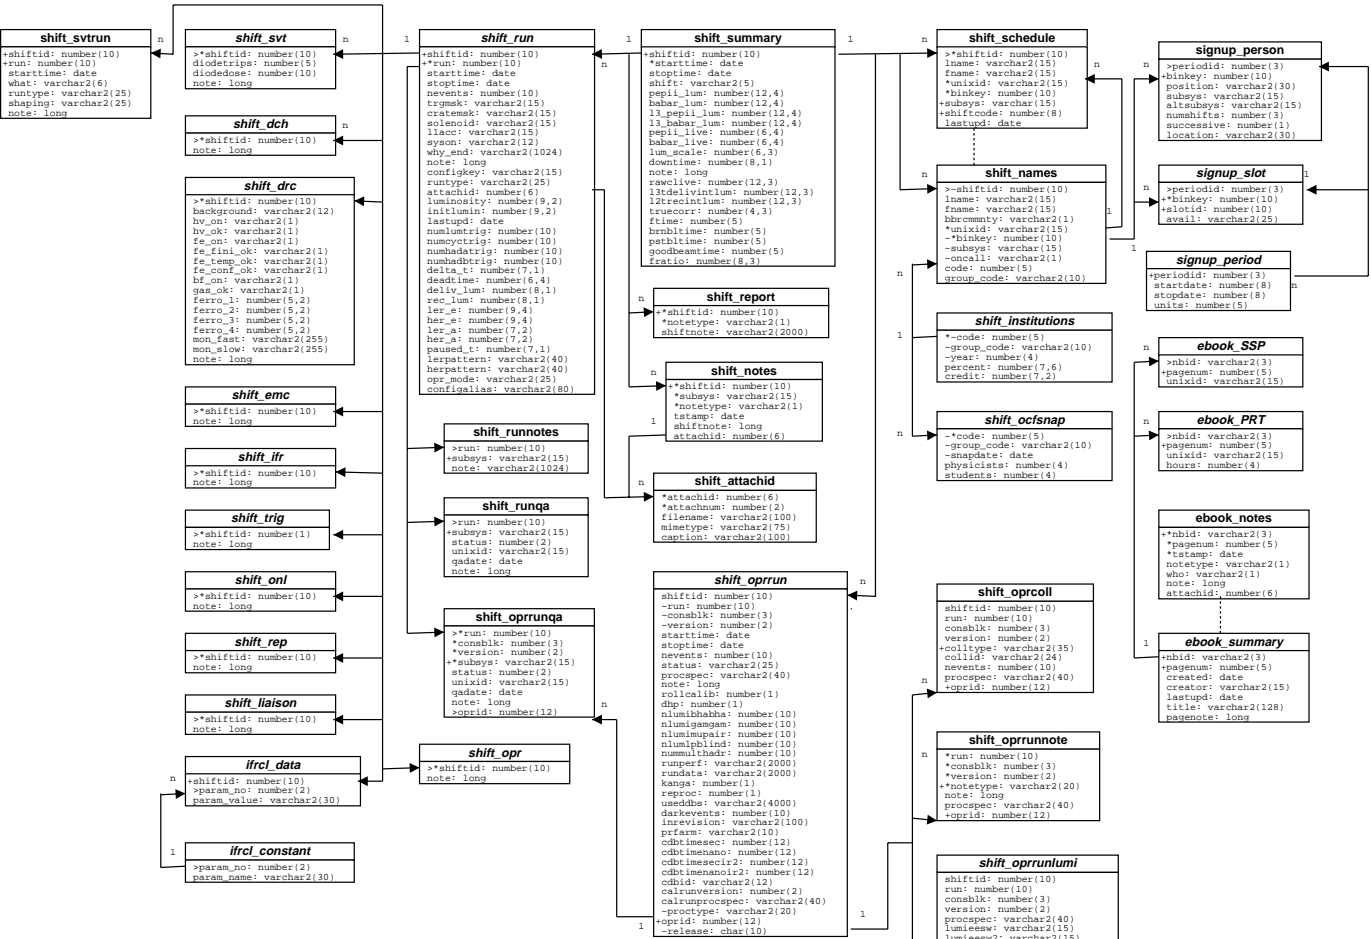 shift_svtrun
+shiftid: number(10)
+run: number(10)
starttime: date
what: varchar2(6)
runtype: varchar2(25)
shaping: varchar2(25)
note: long
n
shift_svt
>*shiftid: number(10)
diodetrips: number(5)
diodedose: number(10)
n
shift_dch
>*shiftid: number(10)
note: long
n
shift_drc
>*shiftid: number(10)
background: varchar2(12)
hv_on: varchar2(1)
hv_ok: varchar2(1)
fe_on: varchar2(1)
fe_fini_ok: varchar2(1)
fe_temp_ok: varchar2(1)
fe_conf_ok: varchar2(1)
bf_on: varchar2(1)
gas_ok: varchar2(1)
ferro_1: number(5,2)
ferro_2: number(5,2)
ferro_3: number(5,2)
ferro_4: number(5,2)
mon_fast: varchar2(255)
mon_slow: varchar2(255)
note: long
shift_emc
>*shiftid: number(10)
note: long
shift_ifr
>*shiftid: number(10)
note: long
shift_trig
>*shiftid: number(1)
note: long
shift_onl
>*shiftid: number(10)
note: long
shift_rep
>*shiftid: number(10)
note: long
shift_liaison
>*shiftid: number(10)
note: long
ifrcl_data
+shiftid: number(10)
>param_no: number(2)
param_value: varchar2(30)
n
1
ifrcl_constant
>param_no: number(2)
param_name: varchar2(30)
1
shift_run
+shiftid: number(10)
+*run: number(10)
starttime: date
stoptime: date
nevents: number(10)
trgmsk: varchar2(15)
cratemsk: varchar2(15)
solenoid: varchar2(15)
llacc: varchar2(15)
syson: varchar2(12)
why_end: varchar2(1024)
note: long
configkey: varchar2(15)
runtype: varchar2(25)
attachid: number(6)
luminosity: number(9,2)
initlumin: number(9,2)
lastupd: date
numlumtrig: number(10)
numcyctrig: number(10)
numhadatrig: number(10)
numhadbtrig: number(10)
delta_t: number(7,1)
deadtime: number(6,4)
deliv_lum: number(8,1)
rec_lum: number(8,1)
ler_e: number(9,4)
her_e: number(9,4)
ler_a: number(7,2)
her_a: number(7,2)
paused_t: number(7,1)
lerpattern: varchar2(40)
herpattern: varchar2(40)
opr_mode: varchar2(25)
configalias: varchar2(80)
n
shift_runnotes
>run: number(10)
+subsys: varchar2(15)
note: varchar2(1024)
n
shift_runqa
>run: number(10)
+subsys: varchar2(15)
status: number(2)
unixid: varchar2(15)
qadate: date
note: long
n
shift_oprrunqa
>*run: number(10)
*consblk: number(3)
*version: number(2)
+*subsys: varchar2(15)
status: number(2)
unixid: varchar2(15)
qadate: date
note: long
>oprid: number(12)
n
n
shift_opr
>*shiftid: number(10)
note: long
1
n
shift_summary
+shiftid: number(10)
*starttime: date
stoptime: date
shift: varchar2(5)
pepii_lum: number(12,4)
babar_lum: number(12,4)
l3_pepii_lum: number(12,4)
l3_babar_lum: number(12,4)
pepii_live: number(6,4)
babar_live: number(6,4)
lum_scale: number(6,3)
downtime: number(8,1)
note: long
rawclive: number(12,3)
l3tdelivintlum: number(12,3)
l2trecintlum: number(12,3)
truecorr: number(4,3)
ftime: number(5)
brnbltime: number(5)
pstbltime: number(5)
goodbeamtime: number(5)
fratio: number(8,3)
1
n
shift_report
+*shiftid: number(10)
*notetype: varchar2(1)
shiftnote: varchar2(2000)
n
shift_notes
+*shiftid: number(10)
*subsys: varchar2(15)
*notetype: varchar2(1)
tstamp: date
shiftnote: long
attachid: number(6)
1
n
shift_attachid
*attachid: number(6)
*attachnum: number(2)
filename: varchar2(100)
mimetype: varchar2(75)
caption: varchar2(100)
n
shift_oprrun
shiftid: number(10)
~run: number(10)
~consblk: number(3)
~version: number(2)
starttime: date
stoptime: date
nevents: number(10)
status: varchar2(25)
procspec: varchar2(40)
note: long
rollcalib: number(1)
dhp: number(1)
nlumibhabha: number(10)
nlumigamgam: number(10)
nlumimupair: number(10)
nlumlpblind: number(10)
nummulthadr: number(10)
runperf: varchar2(2000)
rundata: varchar2(2000)
kanga: number(1)
reproc: number(1)
useddbs: varchar2(4000)
darkevents: number(10)
inrevision: varchar2(100)
prfarm: varchar2(10)
cdbtimesec: number(12)
cdbtimenano: number(12)
cdbtimesecir2: number(12)
cdbtimenanoir2: number(12)
cdbid: varchar2(12)
calrunversion: number(2)
calrunprocspec: varchar2(40)
~proctype: varchar2(20)
+oprid: number(12)
~release: char(10)
1
1
n
shift_schedule
>*shiftid: number(10)
lname: varchar2(15)
fname: varchar2(15)
*unixid: varchar2(15)
*binkey: number(10)
+subsys: varchar(15)
+shiftcode: number(8)
lastupd: date
n
n
shift_names
>~shiftid: number(10)
lname: varchar2(15)
fname: varchar2(15)
bbrcmmnty: varchar2(1)
*unixid: varchar2(15)
~*binkey: number(10)
~subsys: varchar(15)
~oncall: varchar2(1)
code: number(5)
group_code: varchar2(10)
1
1
n
1
shift_institutions
*~code: number(5)
~group_code: varchar2(10)
~year: number(4)
percent: number(7,6)
credit: number(7,2)
n
shift_ocfsnap
~*code: number(5)
~group_code: varchar2(10)
~snapdate: date
physicists: number(4)
students: number(4)
n
shift_oprcoll
shiftid: number(10)
run: number(10)
consblk: number(3)
version: number(2)
+colltype: varchar2(35)
collid: varchar2(24)
nevents: number(10)
procspec: varchar2(40)
+oprid: number(12)
n
shift_oprrunnote
*run: number(10)
*consblk: number(3)
*version: number(2)
+*notetype: varchar2(20)
note: long
procspec: varchar2(40)
+oprid: number(12)
shift_oprrunlumi
shiftid: number(10)
run: number(10)
consblk: number(3)
version: number(2)
procspec: varchar2(40)
lumieesw: varchar2(15)
lumieesw2: varchar2(15)
n
signup_person
>periodid: number(3)
+binkey: number(10)
position: varchar2(30)
subsys: varchar2(15)
altsubsys: varchar2(15)
numshifts: number(3)
successive: number(1)
location: varchar2(30)
1
n
signup_slot
>periodid: number(3)
+*binkey: number(10)
+slotid: number(10)
avail: varchar2(25)
1
signup_period
+periodid: number(3)
startdate: number(8)
stopdate: number(8)
units: number(5)
n
n
ebook_SSP
>nbid: varchar2(3)
+pagenum: number(5)
unixid: varchar2(15)
n
ebook_PRT
>nbid: varchar2(3)
+pagenum: number(5)
unixid: varchar2(15)
hours: number(4)
ebook_notes
+*nbid: varchar2(3)
*pagenum: number(5)
*tstamp: date
notetype: varchar2(1)
who: varchar2(1)
note: long
attachid: number(6)
1
ebook_summary
+nbid: varchar2(3)
+pagenum: number(5)
created: date
creator: varchar2(15)
lastupd: date
title: varchar2(128)
pagenote: long